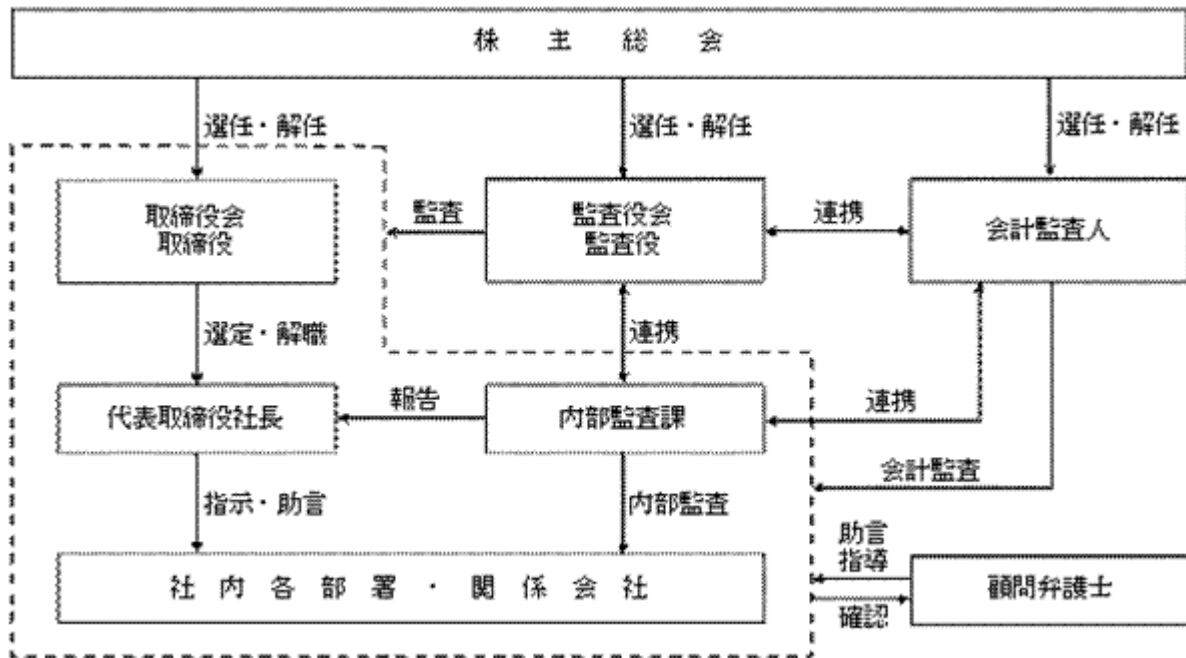 株主総会
選任・解任
選任・解任
選任・解任
取締役会
取締役
監査
監査役会
監査役
連携
会計監査人
選定・解職
連携
代表取締役社長
報告
内部監査課
連携
会計監査
指示・助言
内部監査
助言
指導
社内各部署・関係会社
顧問弁護士
確認